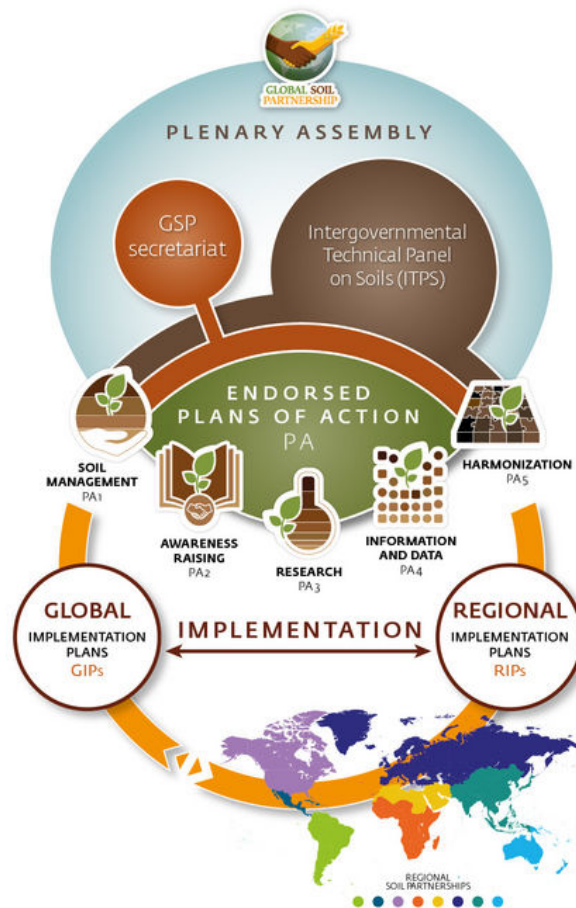 GLOBAL SOIL
PARTNERSHIP
PLENARY ASSEMBLY
GSP
secretariat
Intergovernmental
Technical Panel
on Soils (ITPS)
ENDORSED
PLANS OF ACTION
PA
SOIL
MANAGEMENT
PA1
AWARENESS
RAISING
PA2
RESEARCH
PA3
INFORMATION
AND DATA
PA4
HARMONIZATION
PA5
GLOBAL
IMPLEMENTATION
PLANS
GIPs
IMPLEMENTATION
REGIONAL
IMPLEMENTATION
PLANS
RIPs
REGIONAL
SOIL PARTNERSHIPS